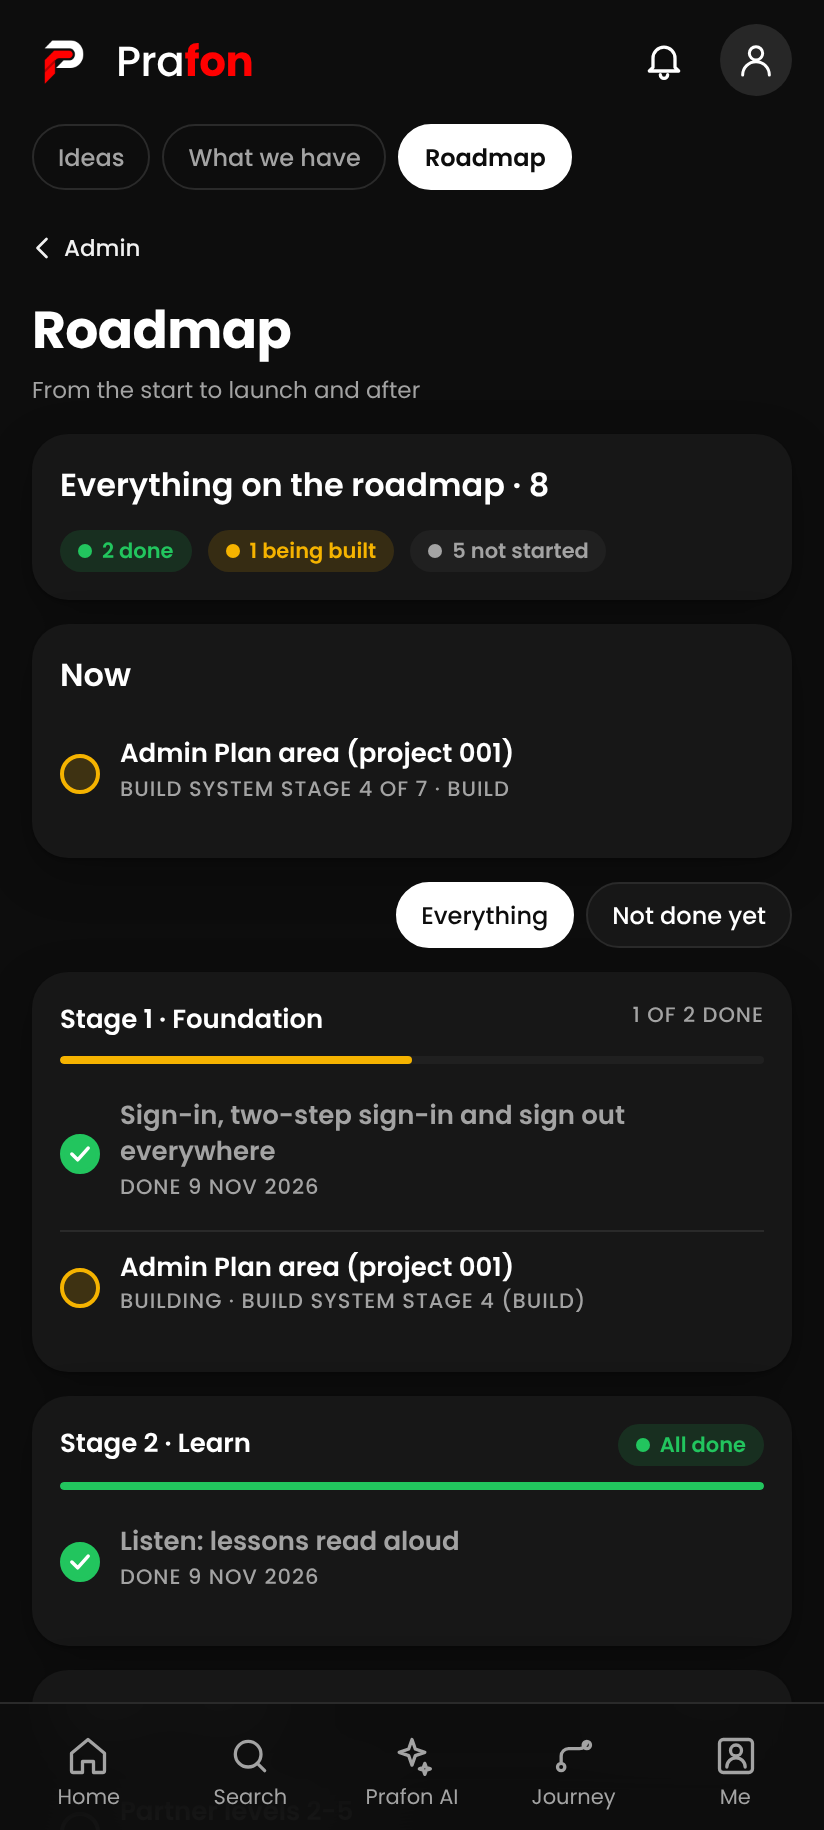 Prafon
Ideas
What we have
Roadmap
Admin
Roadmap
From the start to launch and after
Everything on the roadmap · 8
2 done
1 being built
5 not started
Now
Admin Plan area (project 001)
BUILD SYSTEM STAGE 4 OF 7 · BUILD
Everything
Not done yet
Stage 1 · Foundation
1 OF 2 DONE
Sign-in, two-step sign-in and sign out
everywhere
DONE 9 NOV 2026
Admin Plan area (project 001)
BUILDING · BUILD SYSTEM STAGE 4 (BUILD)
Stage 2 · Learn
All done
Listen: lessons read aloud
DONE 9 NOV 2026
Home
Search
Prafon AI
Journey
Me
Partner levels 2-5